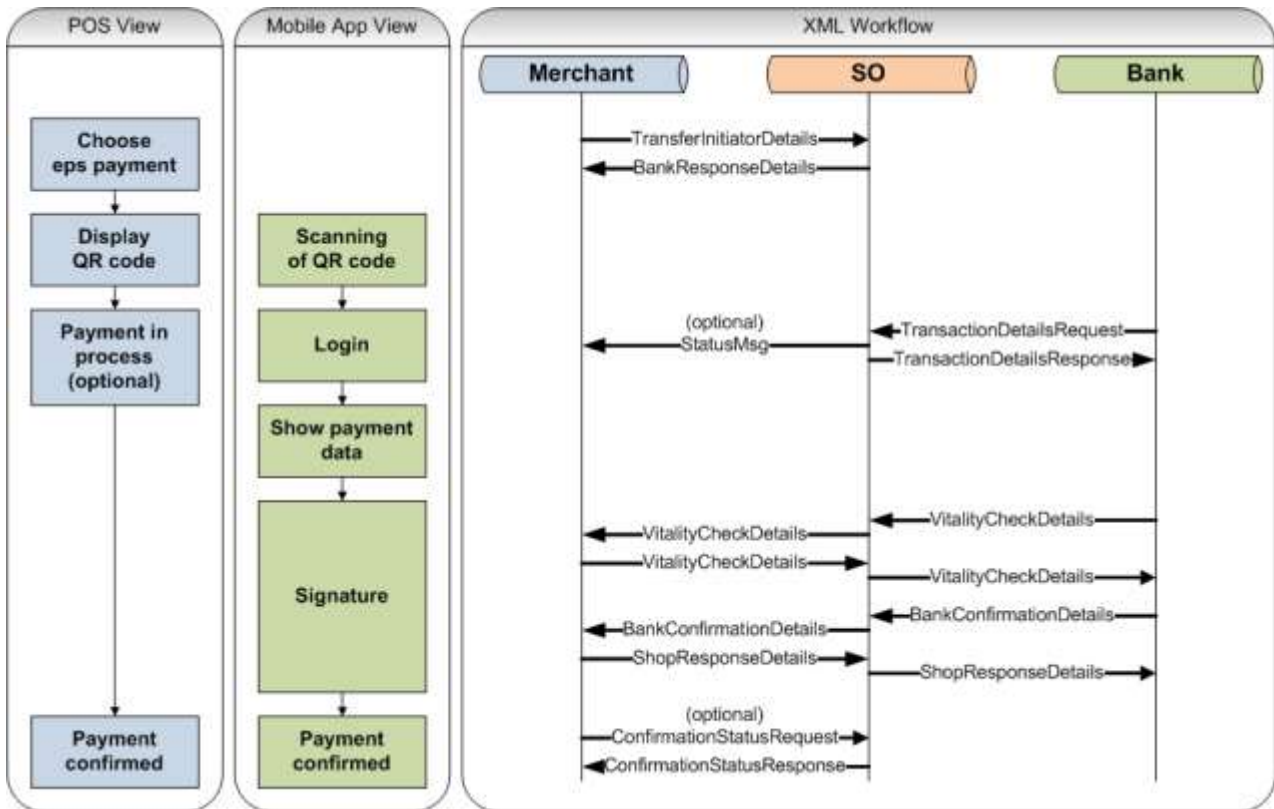 POS View
Mobile App View
XML Workflow
Merchant
SO
Bank
Choose
eps payment
TransferInitiatorDetails
BankResponseDetails
Display
QR code
Scanning
of QR code
Payment in
process
(optional)
Login
(optional)
StatusMsg
TransactionDetailsRequest
TransactionDetailsResponse
Show payment
data
Signature
VitalityCheckDetails
VitalityCheckDetails
VitalityCheckDetails
VitalityCheckDetails
BankConfirmationDetails
BankConfirmationDetails
ShopResponseDetails
ShopResponseDetails
Payment
confirmed
Payment
confirmed
(optional)
ConfirmationStatusRequest
ConfirmationStatusResponse